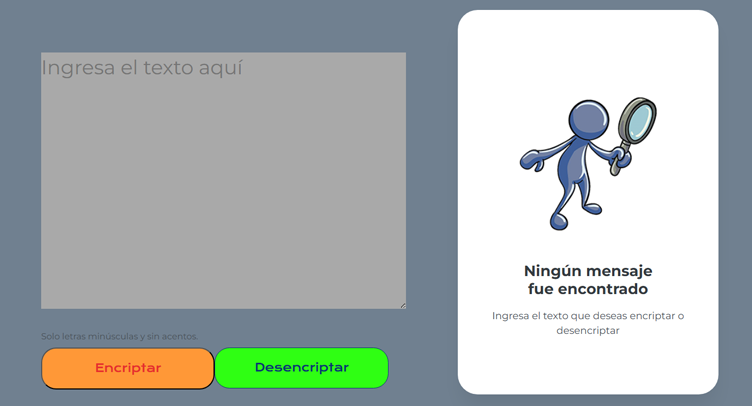 Ingresa el texto aquí
Solo letras minúsculas y sin acentos.
Encriptar
Desencriptar
Ningún mensaje
fue encontrado
Ingresa el texto que deseas encriptar o
desencriptar